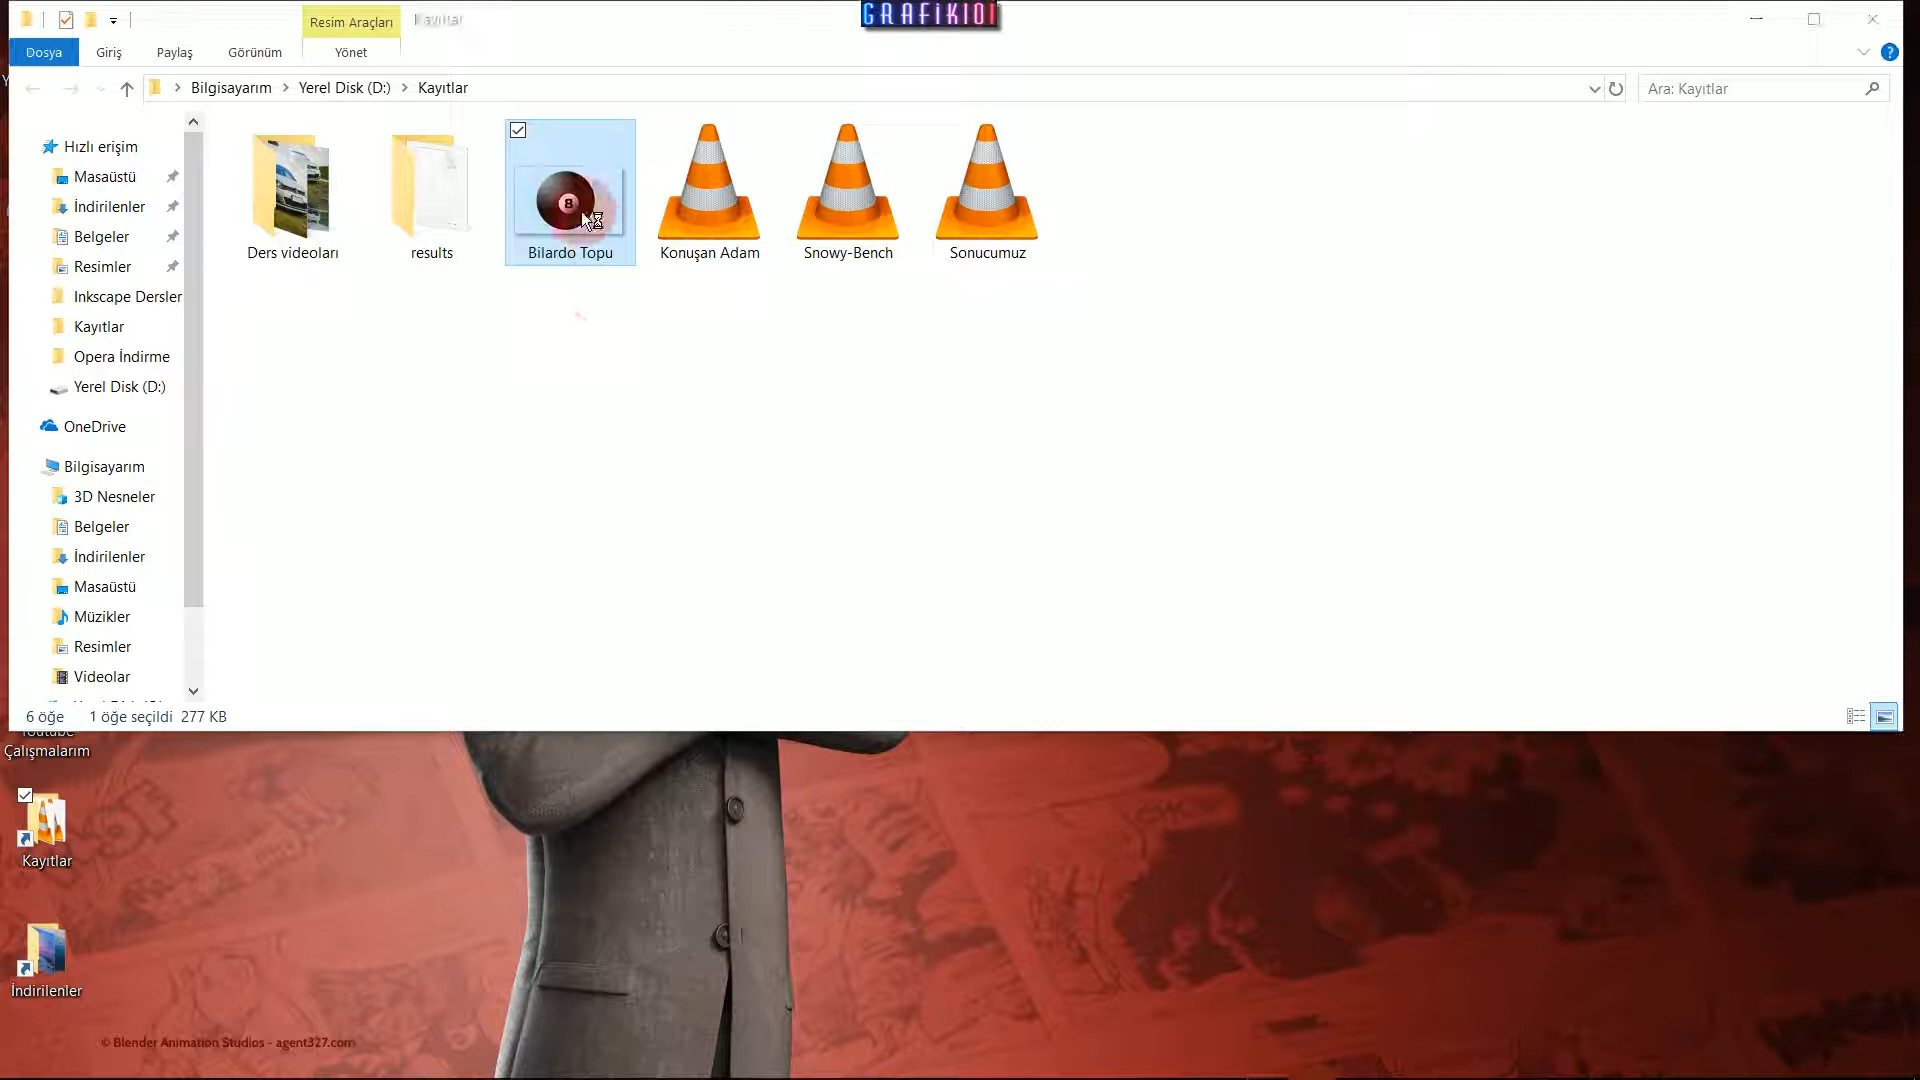 Resim Araçları
Kayıtlar
GRAFİK101
Dosya
Giriş
Paylaş
Görünüm
Yönet
Bilgisayarım
Yerel Disk (D:)
Kayıtlar
Ara: Kayıtlar
Hızlı erişim
Masaüstü
İndirilenler
Belgeler
Resimler
Inkscape Dersler
Kayıtlar
Opera İndirme
Yerel Disk (D:)
OneDrive
Bilgisayarım
3D Nesneler
Belgeler
İndirilenler
Masaüstü
Müzikler
Resimler
Videolar
8
Ders videoları
results
Bilardo Topu
Konuşan Adam
Snowy-Bench
Sonucumuz
6 öğe
1 öğe seçildi 277 KB
Youtube
Çalışmalarım
Kayıtlar
İndirilenler
© Blender Animation Studios - agent327.com